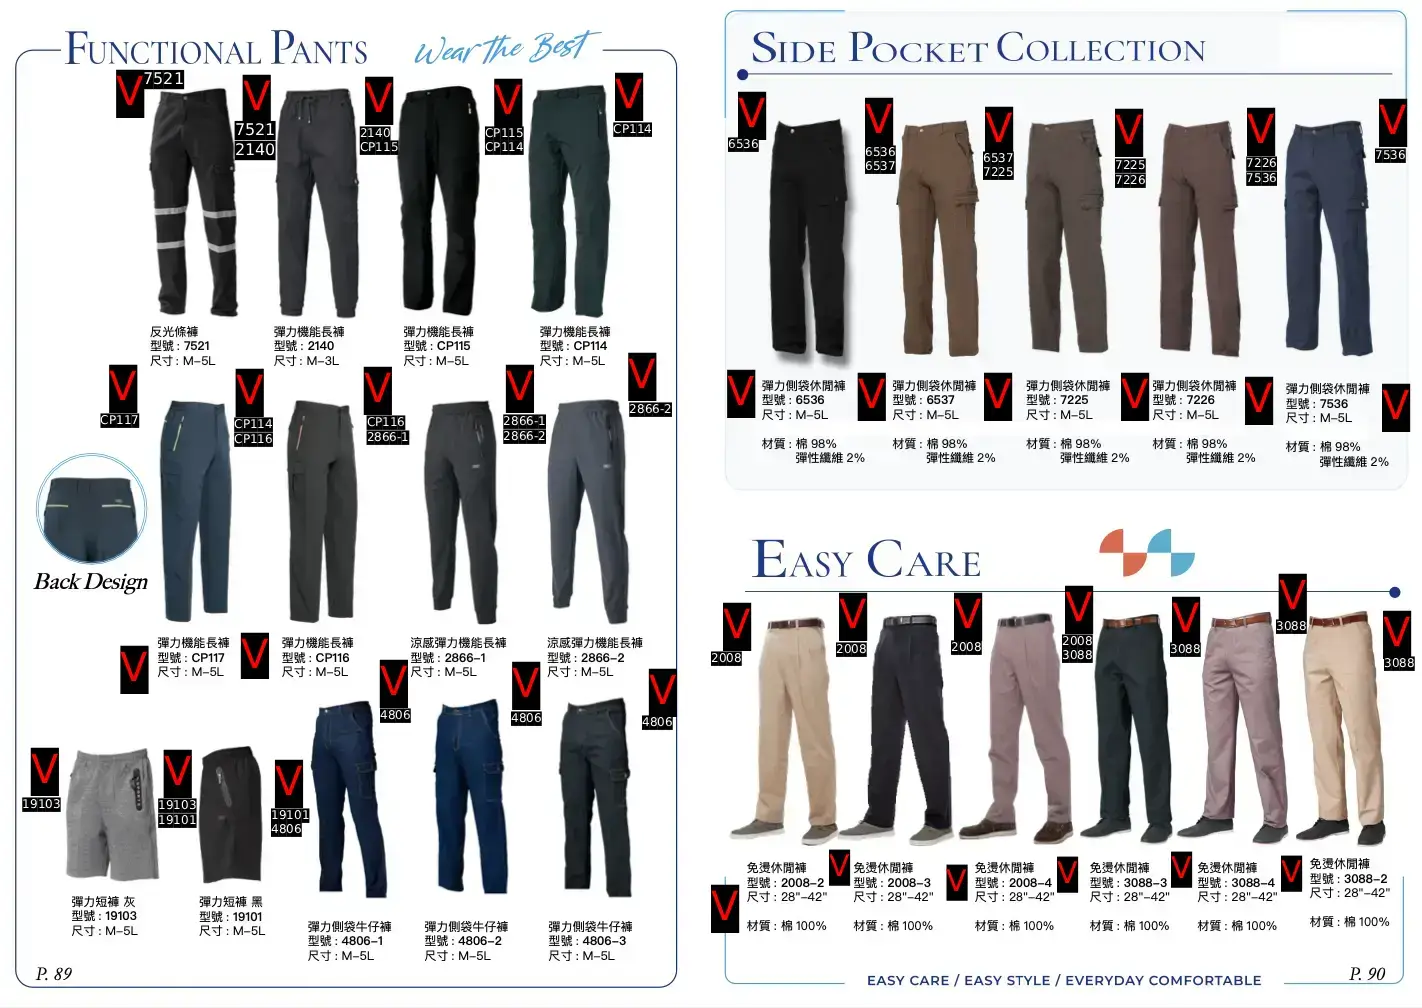 FUNCTIONAL PANTS
Wear the Best
V
7521
V
7521
2140
V
2140
CP115
V
CP115
CP114
V
CP114
反光條褲
型號 : 7521
尺寸 : M-5L
彈力機能長褲
型號 : 2140
尺寸 : M-3L
彈力機能長褲
型號 : CP115
尺寸 : M-5L
彈力機能長褲
型號 : CP114
尺寸 : M-5L
V
CP117
V
CP114
CP116
V
CP116
2866-1
V
2866-1
2866-2
V
2866-2
Back Design
V
彈力機能長褲
型號 : CP117
尺寸 : M-5L
V
彈力機能長褲
型號 : CP116
尺寸 : M-5L
涼感彈力機能長褲
型號 : 2866-1
尺寸 : M-5L
涼感彈力機能長褲
型號 : 2866-2
尺寸 : M-5L
V
19103
V
19103
19101
V
19101
4806
V
4806
V
4806
V
4806
彈力短褲 灰
型號 : 19103
尺寸 : M-5L
彈力短褲 黑
型號 : 19101
尺寸 : M-5L
彈力側袋牛仔褲
型號 : 4806-1
尺寸 : M-5L
彈力側袋牛仔褲
型號 : 4806-2
尺寸 : M-5L
彈力側袋牛仔褲
型號 : 4806-3
尺寸 : M-5L
P. 89
SIDE POCKET COLLECTION
V
6536
V
6536
6537
V
6537
7225
V
7225
7226
V
7226
7536
V
7536
V
彈力側袋休閒褲
型號 : 6536
尺寸 : M-5L
材質 : 棉 98%
彈性纖維 2%
V
彈力側袋休閒褲
型號 : 6537
尺寸 : M-5L
材質 : 棉 98%
彈性纖維 2%
V
彈力側袋休閒褲
型號 : 7225
尺寸 : M-5L
材質 : 棉 98%
彈性纖維 2%
V
彈力側袋休閒褲
型號 : 7226
尺寸 : M-5L
材質 : 棉 98%
彈性纖維 2%
V
彈力側袋休閒褲
型號 : 7536
尺寸 : M-5L
材質 : 棉 98%
彈性纖維 2%
V
EASY CARE
V
2008
V
2008
V
2008
V
2008
3088
V
3088
V
3088
V
3088
V
免燙休閒褲
型號 : 2008-2
尺寸 : 28"-42"
材質 : 棉 100%
V
免燙休閒褲
型號 : 2008-3
尺寸 : 28"-42"
材質 : 棉 100%
V
免燙休閒褲
型號 : 2008-4
尺寸 : 28"-42"
材質 : 棉 100%
V
免燙休閒褲
型號 : 3088-3
尺寸 : 28"-42"
材質 : 棉 100%
V
免燙休閒褲
型號 : 3088-4
尺寸 : 28"-42"
材質 : 棉 100%
V
免燙休閒褲
型號 : 3088-2
尺寸 : 28"-42"
材質 : 棉 100%
EASY CARE / EASY STYLE / EVERYDAY COMFORTABLE
P. 90